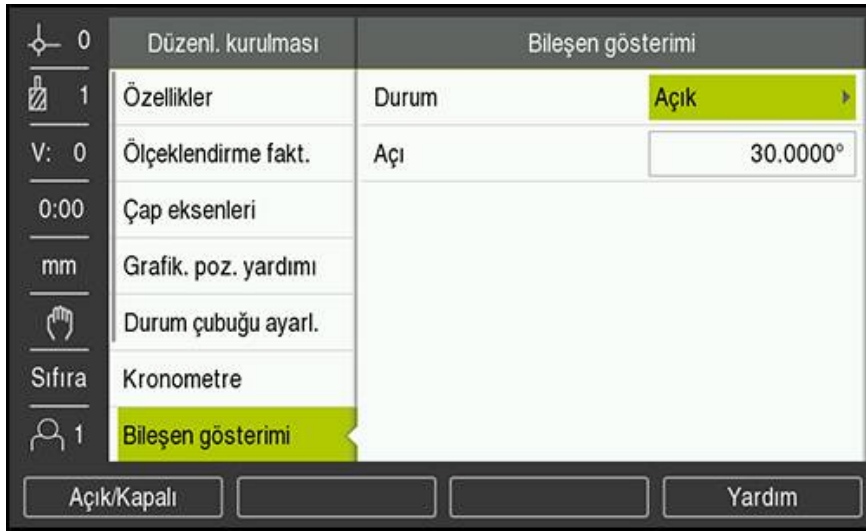 0 Düzenl. kurulması Bileşen gösterimi
1 Özellikler Durum Açık
V: 0 Ölçeklendirme fakt. Açı 30.0000°
0:00 Çap eksenleri
mm Grafik. poz. yardımı
Durum çubuğu ayarl.
Sıfıra Kronometre
1 Bileşen gösterimi
Açık/Kapalı Yardım